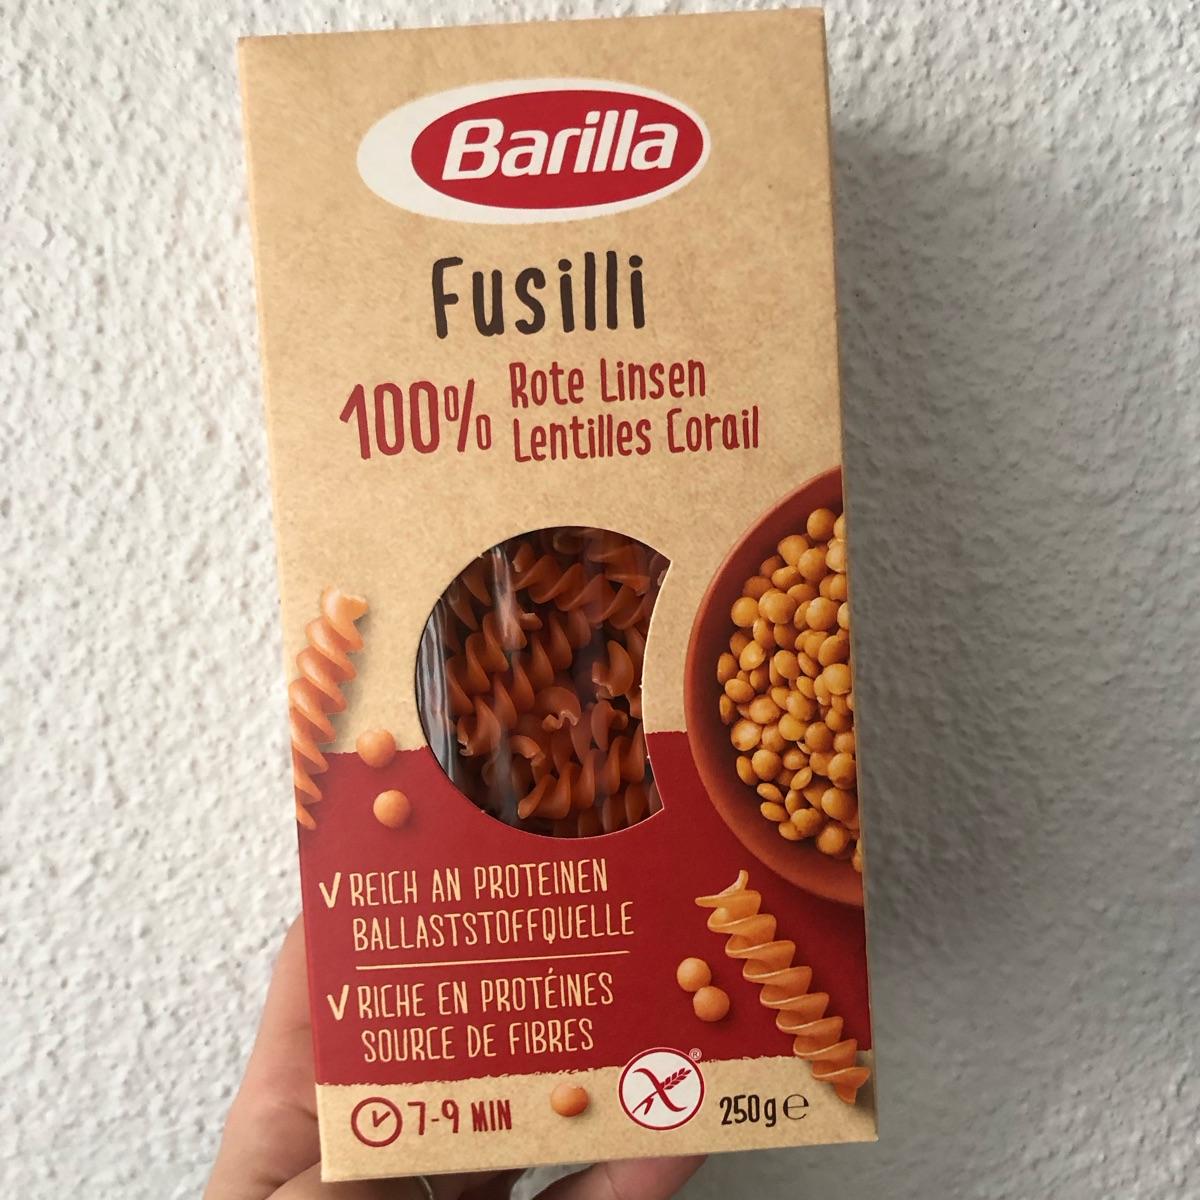 Barilla
Fusilli
100%
Rote Linsen
Lentilles Corail
√ REICH AN PROTEINEN
BALLASTSTOFFQUELLE
√ RICHE EN PROTÉINES
SOURCE DE FIBRES
7-9 MIN
®
250g e